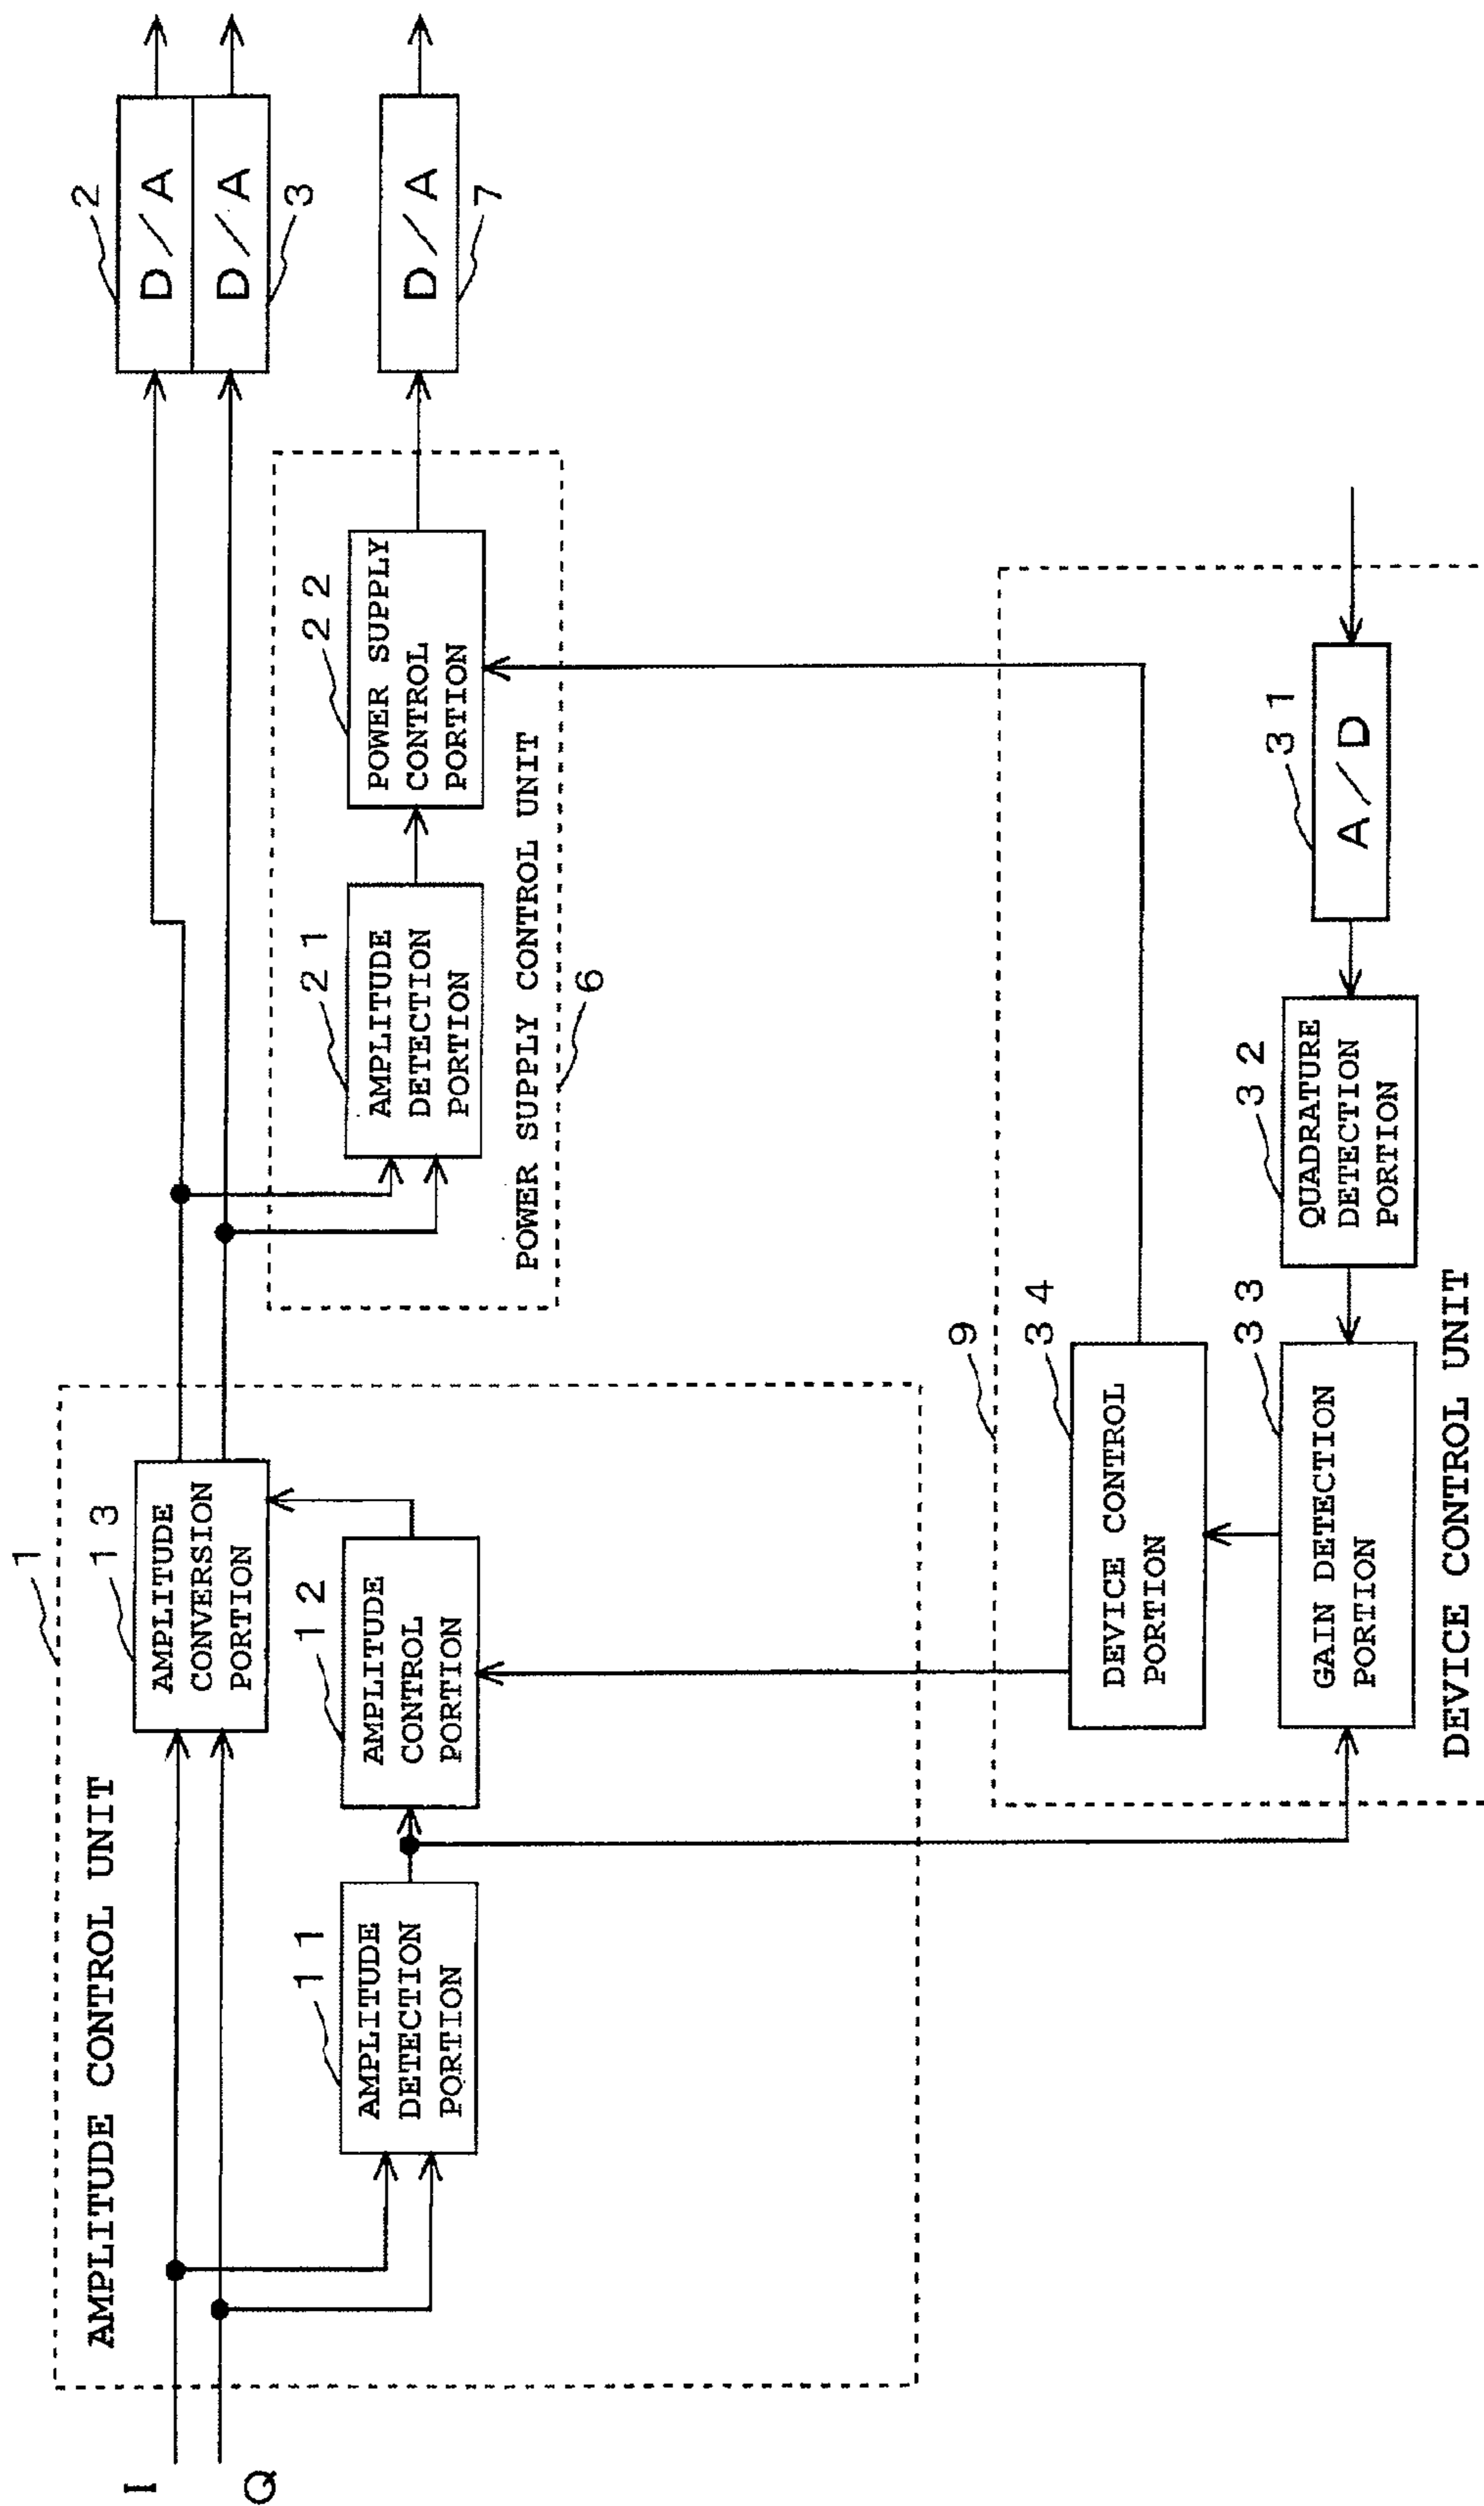 1
AMPLITUDE CONTROL UNIT
I
Q
13
AMPLITUDE
CONVERSION
PORTION
11
AMPLITUDE
DETECTION
PORTION
12
AMPLITUDE
CONTROL
PORTION
2
D/A
D/A
3
21
AMPLITUDE
DETECTION
PORTION
22
POWER SUPPLY
CONTROL
PORTION
POWER SUPPLY CONTROL UNIT
6
D/A
7
9
34
DEVICE CONTROL
PORTION
33
GAIN DETECTION
PORTION
32
QUADRATURE
DETECTION
PORTION
31
A/D
DEVICE CONTROL UNIT